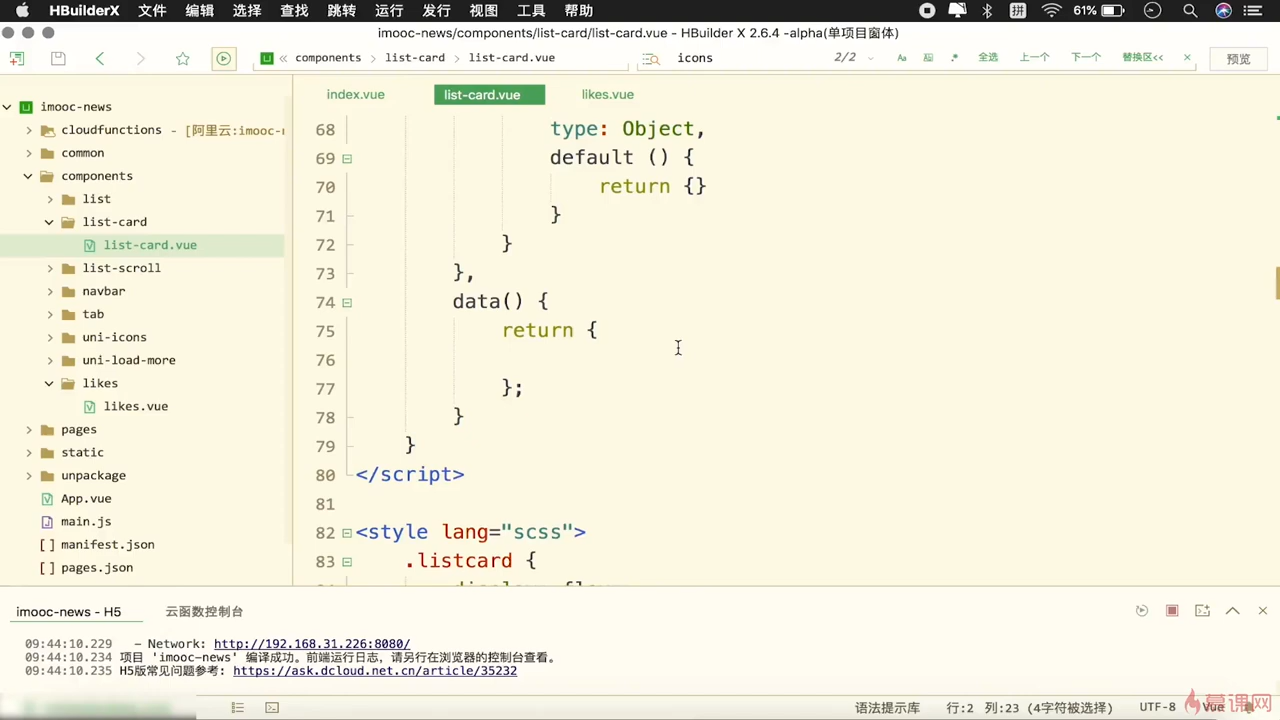 HBuilderX 文件 编辑 选择 查找 跳转 运行 发行 视图 工具 帮助 61%
imooc-news/components/list-card/list-card.vue - HBuilder X 2.6.4 -alpha(单项目窗体)
components list-card list-card.vue icons 2/2 Aa 全选 上一个 下一个 替换区<< 预览
index.vue list-card.vue likes.vue
imooc-news
cloudfunctions - [阿里云:imooc-n
common
components
list
list-card
list-card.vue
list-scroll
navbar
tab
uni-icons
uni-load-more
likes
likes.vue
pages
static
unpackage
App.vue
main.js
manifest.json
pages.json
68 type: Object,
69 default () {
70 return {}
71 }
72 }
73 },
74 data() {
75 return {
76
77 };
78 }
79 }
80 </script>
81
82 <style lang="scss">
83 .listcard {
imooc-news - H5 云函数控制台
09:44:10.229 - Network: http://192.168.31.226:8080/
09:44:10.234 项目 'imooc-news' 编译成功。前端运行日志，请另行在浏览器的控制台查看。
09:44:10.235 H5版常见问题参考: https://ask.dcloud.net.cn/article/35232
语法提示库 行:2 列:23 (4字符被选择) UTF-8 Vue
慕课网